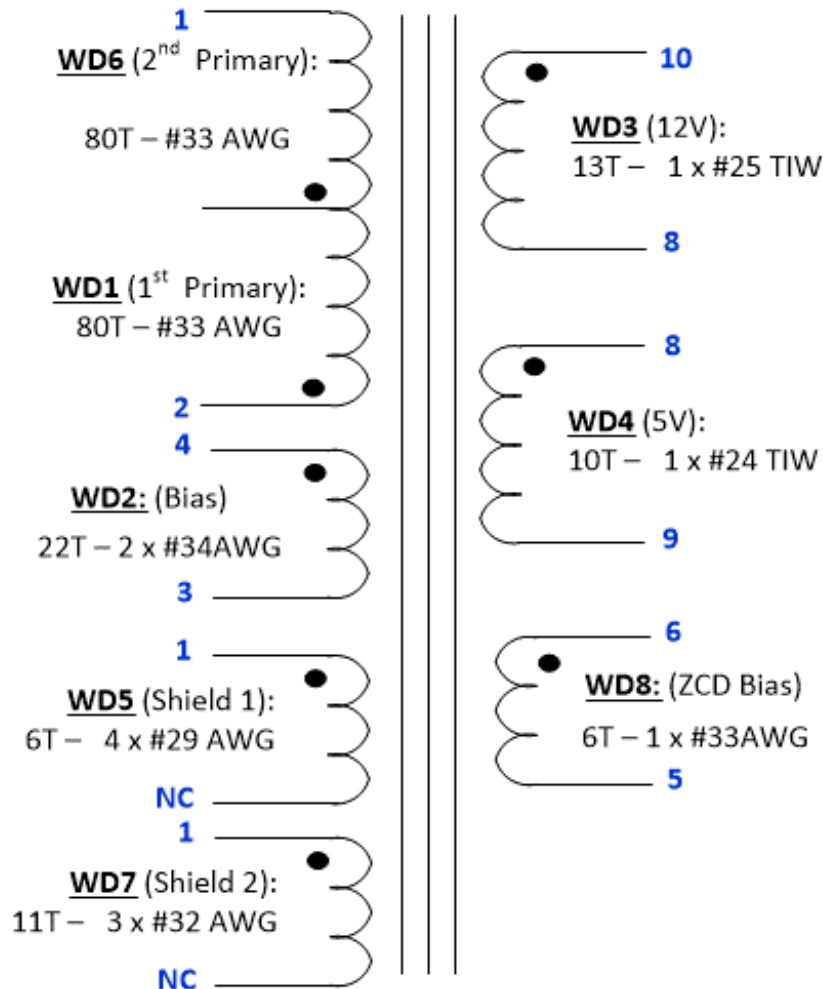 1
WD6 (2nd Primary):
80T – #33 AWG
WD1 (1st Primary):
80T – #33 AWG
2
4
WD2: (Bias)
22T – 2 x #34AWG
3
1
WD5 (Shield 1):
6T – 4 x #29 AWG
NC
1
WD7 (Shield 2):
11T – 3 x #32 AWG
NC
10
WD3 (12V):
13T – 1 x #25 TIW
8
8
WD4 (5V):
10T – 1 x #24 TIW
9
6
WD8: (ZCD Bias)
6T – 1 x #33AWG
5